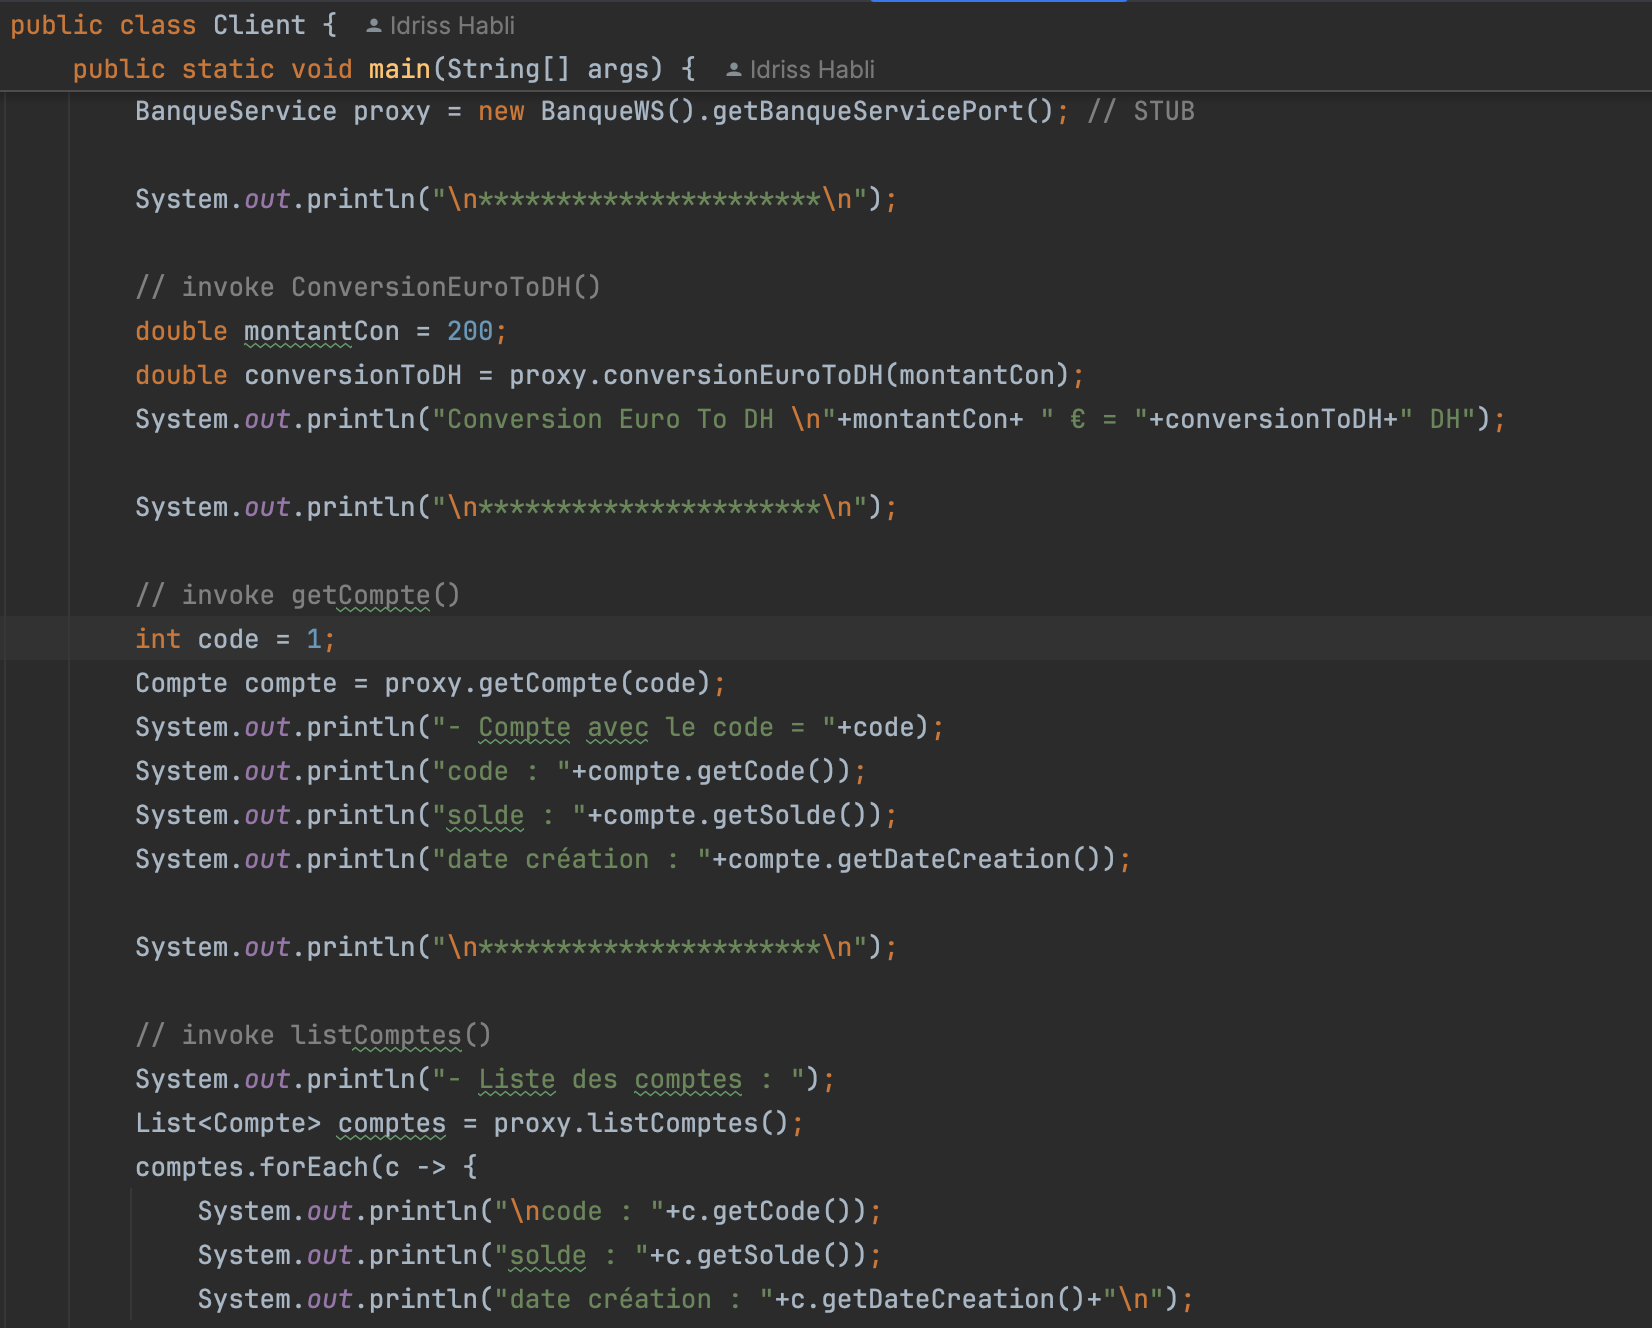 public class Client {  Idriss Habli
public static void main(String[] args) {  Idriss Habli
BanqueService proxy = new BanqueWS().getBanqueServicePort(); // STUB
System.out.println("\n**********************\n");
// invoke ConversionEuroToDH()
double montantCon = 200;
double conversionToDH = proxy.conversionEuroToDH(montantCon);
System.out.println("Conversion Euro To DH \n"+montantCon+ " € = "+conversionToDH+" DH");
System.out.println("\n**********************\n");
// invoke getCompte()
int code = 1;
Compte compte = proxy.getCompte(code);
System.out.println("- Compte avec le code = "+code);
System.out.println("code : "+compte.getCode());
System.out.println("solde : "+compte.getSolde());
System.out.println("date création : "+compte.getDateCreation());
System.out.println("\n**********************\n");
// invoke listComptes()
System.out.println("- Liste des comptes : ");
List<Compte> comptes = proxy.listComptes();
comptes.forEach(c -> {
System.out.println("\ncode : "+c.getCode());
System.out.println("solde : "+c.getSolde());
System.out.println("date création : "+c.getDateCreation()+"\n");